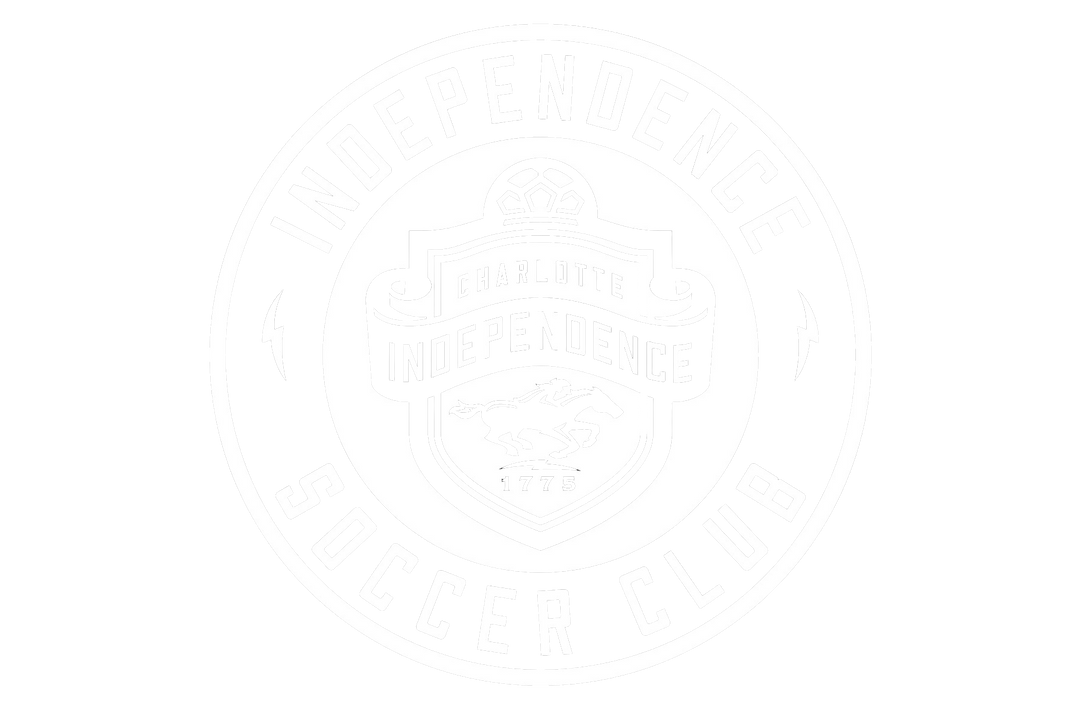 INDEPENDENCE
CHARLOTTE
INDEPENDENCE
1775
SOCCER CLUB